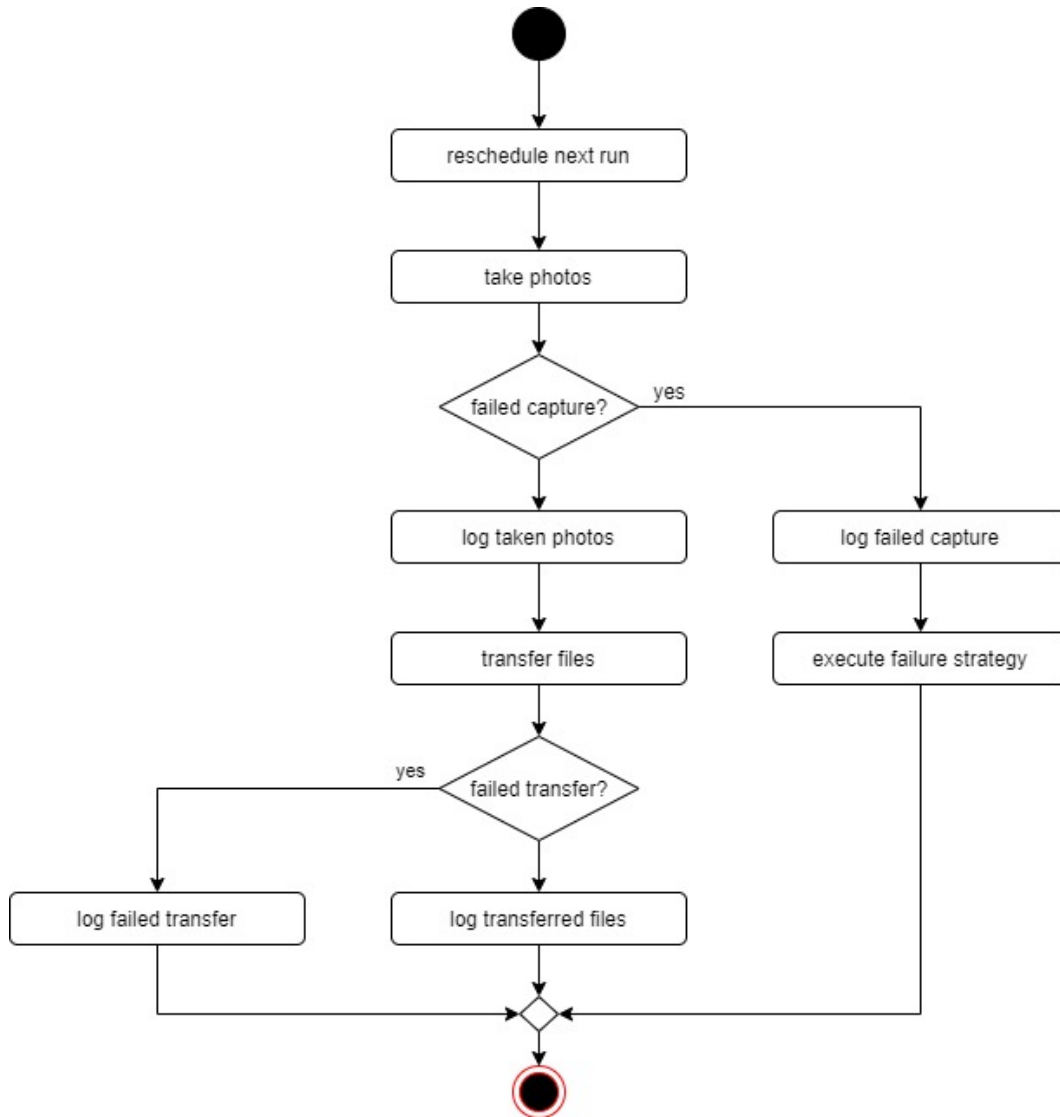 reschedule next run
take photos
failed capture?
yes
log taken photos
log failed capture
transfer files
execute failure strategy
yes
failed transfer?
log failed transfer
log transferred files